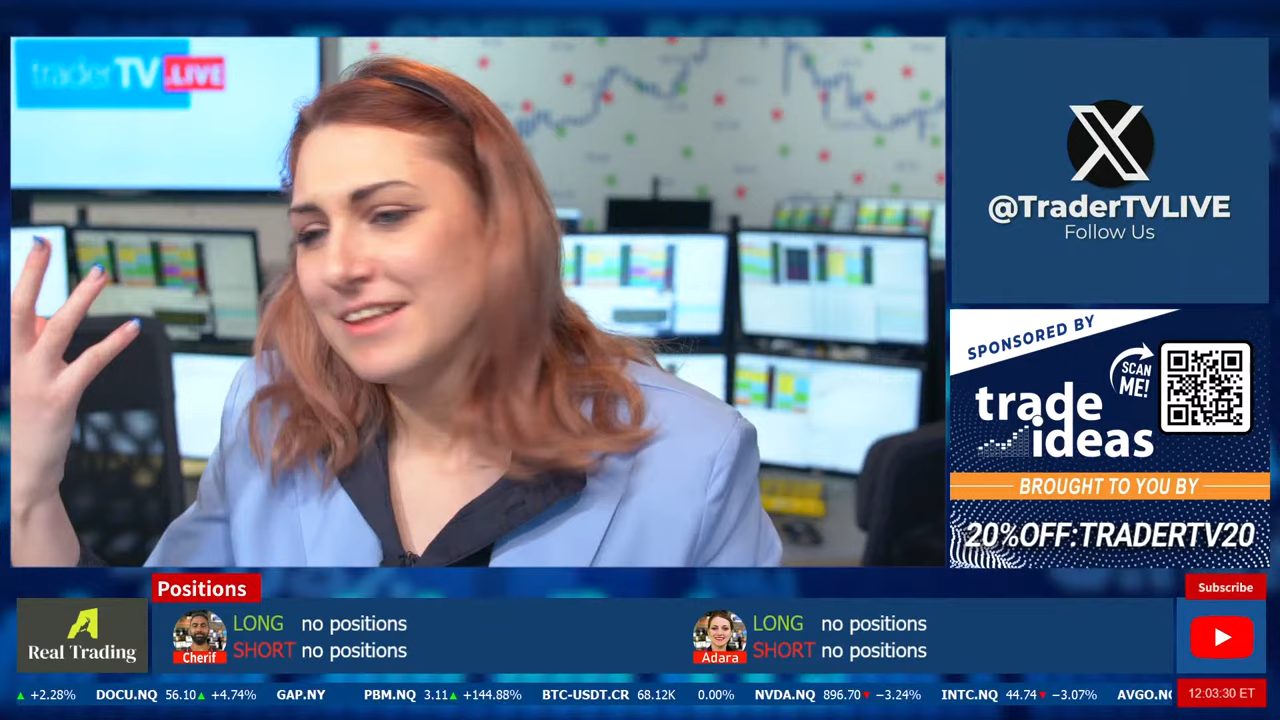 traderTV.LIVE
X
@TraderTVLIVE
Follow Us
SPONSORED BY
SCAN
ME!
trade
ideas
BROUGHT TO YOU BY
20%OFF:TRADERTV20
Positions
Subscribe
Real Trading
Cherif
LONG no positions
SHORT no positions
Adara
LONG no positions
SHORT no positions
▲ +2.28% DOCU.NQ 56.10▲ +4.74% GAP.NY PBM.NQ 3.11▲ +144.88% BTC-USDT.CR 68.12K 0.00% NVDA.NQ 896.70▼ −3.24% INTC.NQ 44.74▼ −3.07% AVGO.NQ
12:03:30 ET